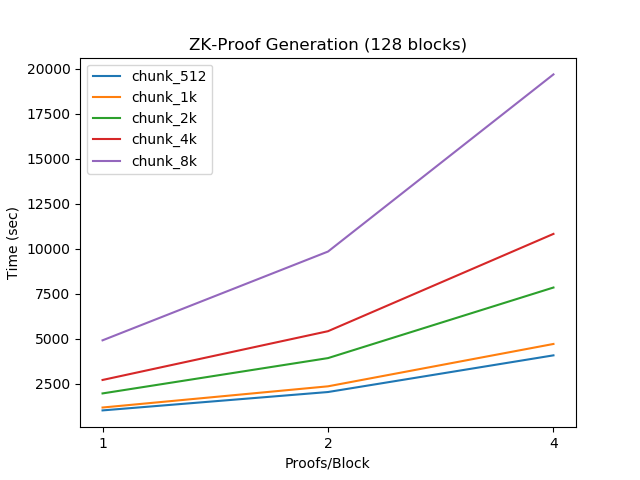 ZK-Proof Generation (128 blocks)
20000
17500
15000
12500
10000
7500
5000
2500
Time (sec)
chunk_512
chunk_1k
chunk_2k
chunk_4k
chunk_8k
1
2
4
Proofs/Block